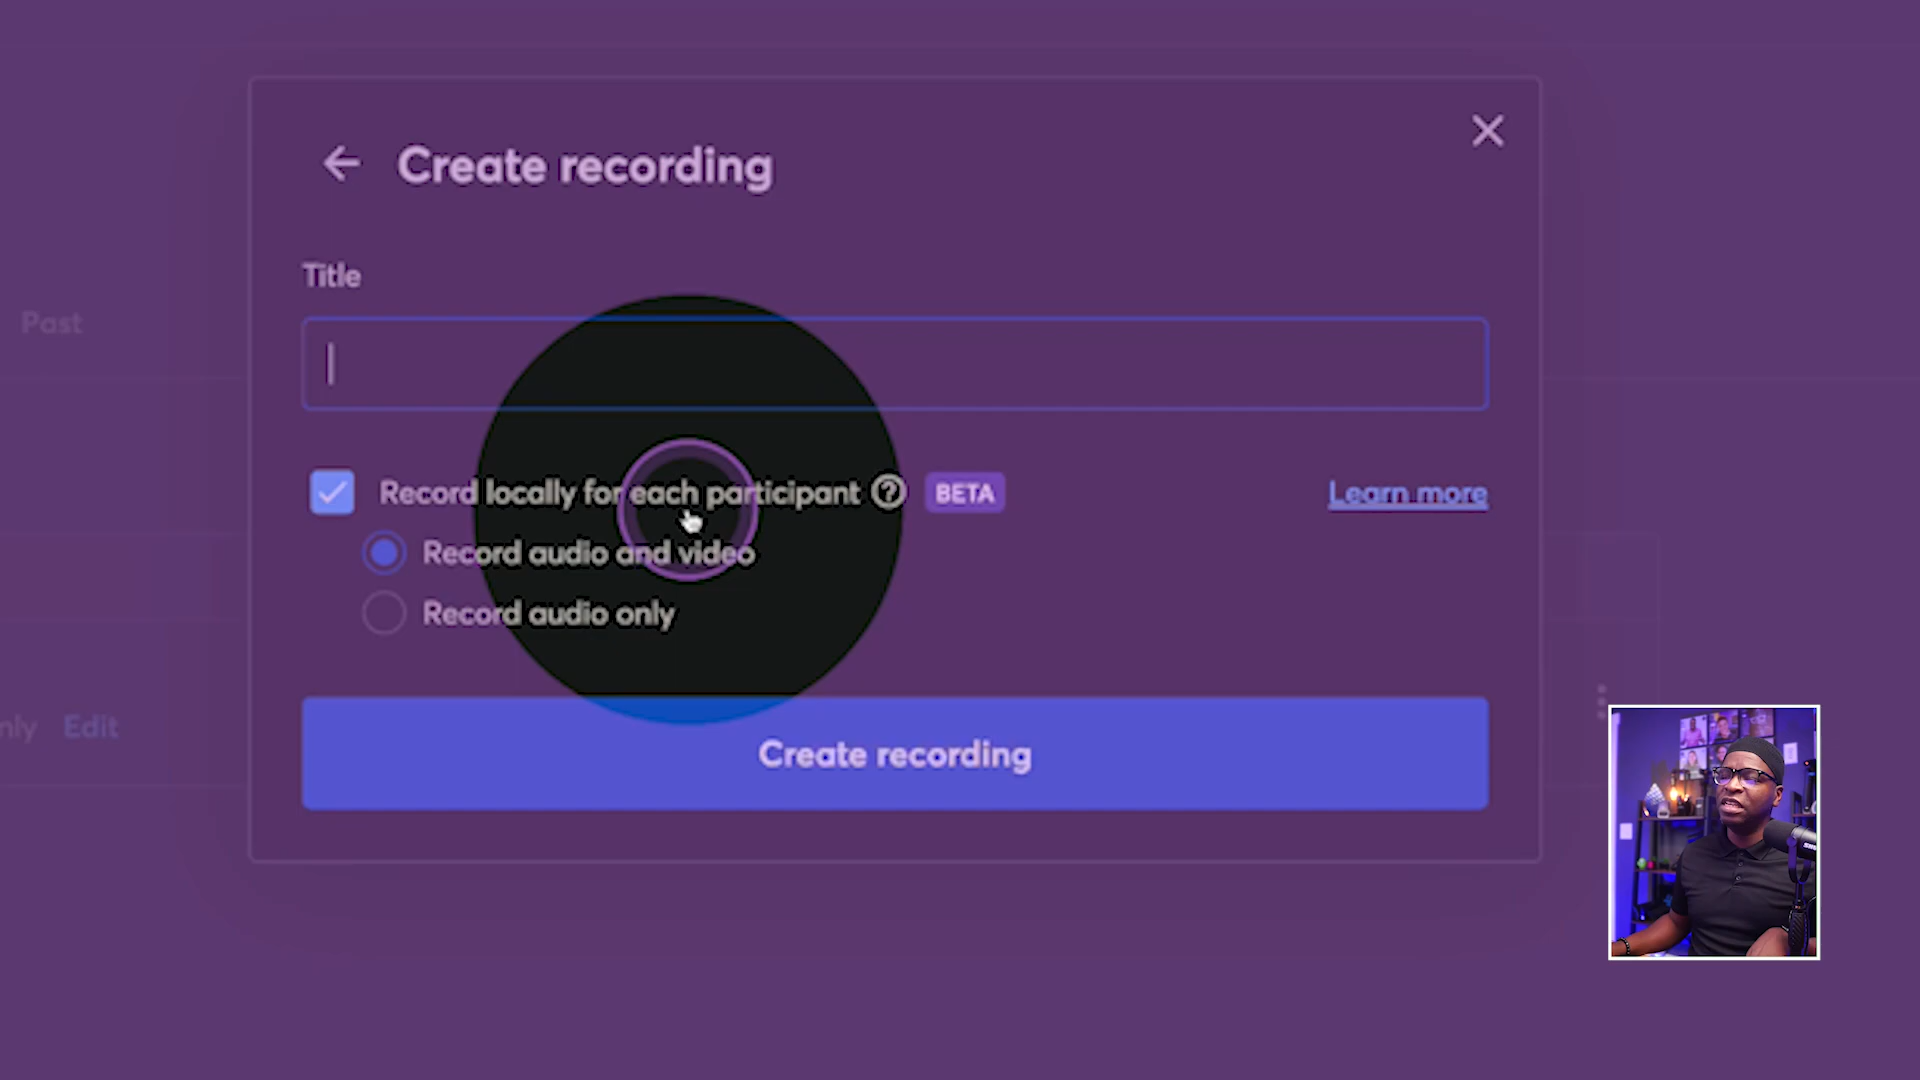 Create recording
Title
Past
Record locally for each participant ? BETA Learn more
Record audio and video
Record audio only
Edit
Create recording